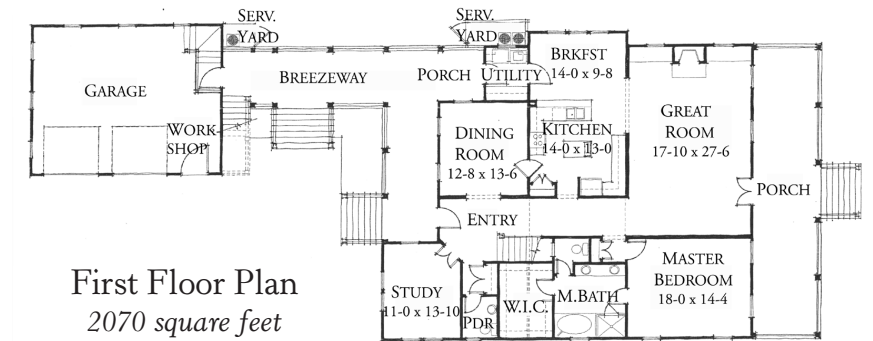 SERV.
YARD
SERV.
YARD
BRKFST
14-0 x 9-8
BREEZEWAY
PORCH
UTILITY
GARAGE
GREAT
ROOM
17-10 x 27-6
WORK
SHOP
DINING
ROOM
12-8 x 13-6
KITCHEN
14-0 x 13-0
PORCH
ENTRY
MASTER
BEDROOM
18-0 x 14-4
First Floor Plan
2070 square feet
STUDY
11-0 x 13-10
PDR
W.I.C.
M.BATH